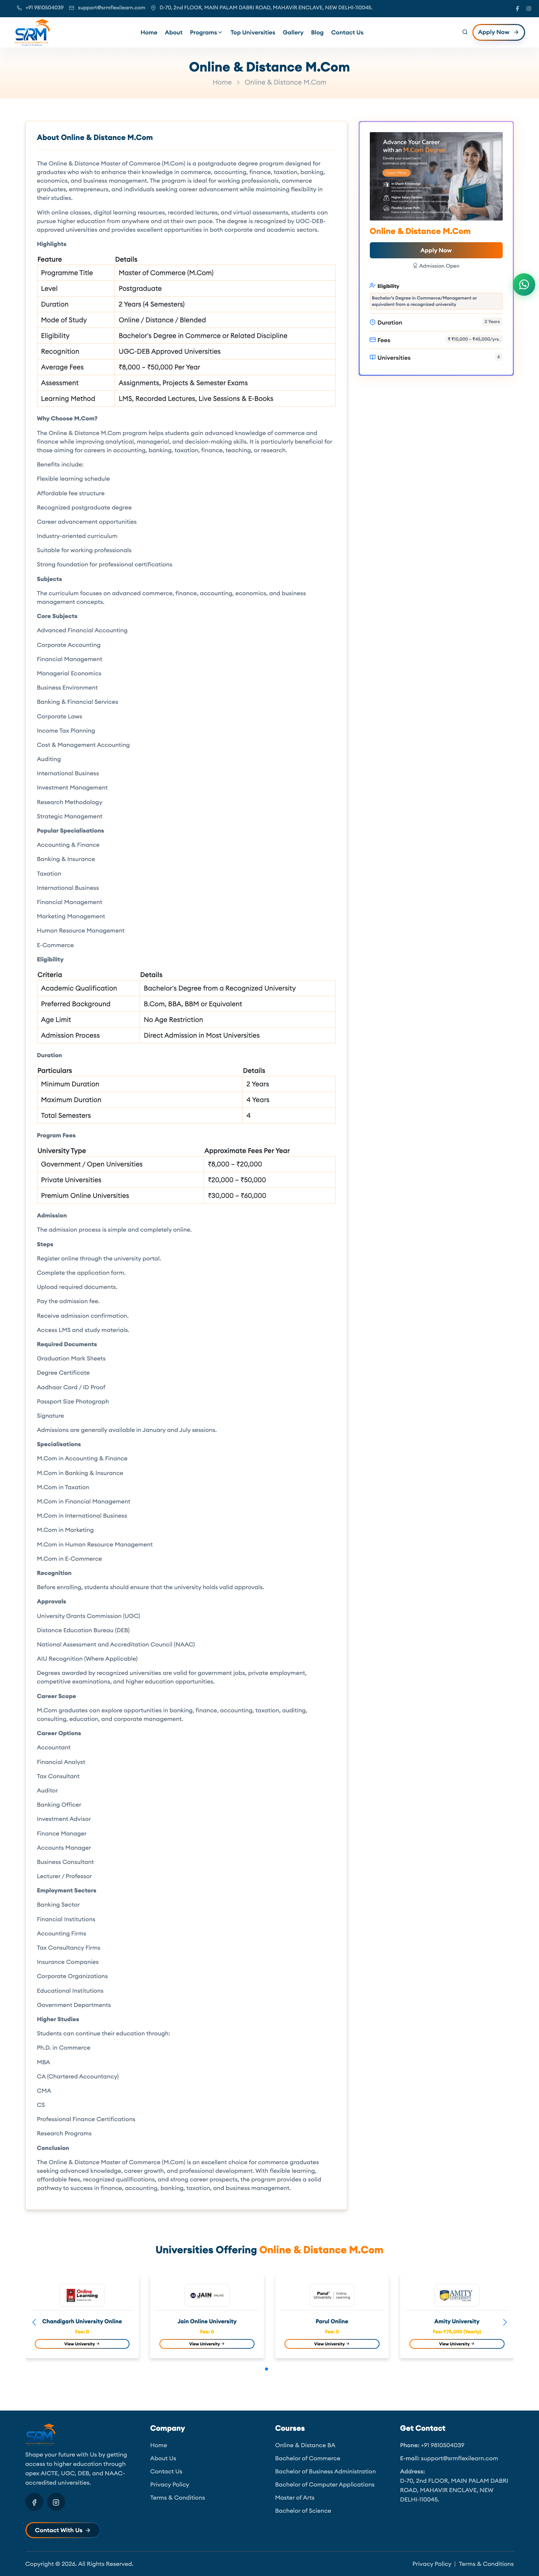 +91 9810504039 support@srmflexilearn.com D-70, 2nd FLOOR, MAIN PALAM DABRI ROAD, MAHAVIR ENCLAVE, NEW DELHI-110045.
SRM
Home About Programs Top Universities Gallery Blog Contact Us Apply Now →
Online & Distance M.Com
Home > Online & Distance M.Com
About Online & Distance M.Com
The Online & Distance Master of Commerce (M.Com) is a postgraduate degree program designed for
graduates who wish to enhance their knowledge in commerce, accounting, finance, taxation, banking,
economics, and business management. The program is ideal for working professionals, commerce
graduates, entrepreneurs, and individuals seeking career advancement while maintaining flexibility in
their studies.
With online classes, digital learning resources, recorded lectures, and virtual assessments, students can
pursue higher education from anywhere and at their own pace. The degree is recognized by UGC-DEB-
approved universities and provides excellent opportunities in both corporate and academic sectors.
Highlights
Feature Details
Programme Title Master of Commerce (M.Com)
Level Postgraduate
Duration 2 Years (4 Semesters)
Mode of Study Online / Distance / Blended
Eligibility Bachelor's Degree in Commerce or Related Discipline
Recognition UGC-DEB Approved Universities
Average Fees ₹8,000 – ₹50,000 Per Year
Assessment Assignments, Projects & Semester Exams
Learning Method LMS, Recorded Lectures, Live Sessions & E-Books
Why Choose M.Com?
The Online & Distance M.Com program helps students gain advanced knowledge of commerce and
finance while improving analytical, managerial, and decision-making skills. It is particularly beneficial for
those aiming for careers in accounting, banking, taxation, finance, teaching, or research.
Benefits include:
Flexible learning schedule
Affordable fee structure
Recognized postgraduate degree
Career advancement opportunities
Industry-oriented curriculum
Suitable for working professionals
Strong foundation for professional certifications
Subjects
The curriculum focuses on advanced commerce, finance, accounting, economics, and business
management concepts.
Core Subjects
Advanced Financial Accounting
Corporate Accounting
Financial Management
Managerial Economics
Business Environment
Banking & Financial Services
Corporate Laws
Income Tax Planning
Cost & Management Accounting
Auditing
International Business
Investment Management
Research Methodology
Strategic Management
Popular Specialisations
Accounting & Finance
Banking & Insurance
Taxation
International Business
Financial Management
Marketing Management
Human Resource Management
E-Commerce
Eligibility
Criteria Details
Academic Qualification Bachelor's Degree from a Recognized University
Preferred Background B.Com, BBA, BBM or Equivalent
Age Limit No Age Restriction
Admission Process Direct Admission in Most Universities
Duration
Particulars Details
Minimum Duration 2 Years
Maximum Duration 4 Years
Total Semesters 4
Program Fees
University Type Approximate Fees Per Year
Government / Open Universities ₹8,000 – ₹20,000
Private Universities ₹20,000 – ₹50,000
Premium Online Universities ₹30,000 – ₹60,000
Admission
The admission process is simple and completely online.
Steps
Register online through the university portal.
Complete the application form.
Upload required documents.
Pay the admission fee.
Receive admission confirmation.
Access LMS and study materials.
Required Documents
Graduation Mark Sheets
Degree Certificate
Aadhaar Card / ID Proof
Passport Size Photograph
Signature
Admissions are generally available in January and July sessions.
Specialisations
M.Com in Accounting & Finance
M.Com in Banking & Insurance
M.Com in Taxation
M.Com in Financial Management
M.Com in International Business
M.Com in Marketing
M.Com in Human Resource Management
M.Com in E-Commerce
Recognition
Before enrolling, students should ensure that the university holds valid approvals.
Approvals
University Grants Commission (UGC)
Distance Education Bureau (DEB)
National Assessment and Accreditation Council (NAAC)
AIU Recognition (Where Applicable)
Degrees awarded by recognized universities are valid for government jobs, private employment,
competitive examinations, and higher education opportunities.
Career Scope
M.Com graduates can explore opportunities in banking, finance, accounting, taxation, auditing,
consulting, education, and corporate management.
Career Options
Accountant
Financial Analyst
Tax Consultant
Auditor
Banking Officer
Investment Advisor
Finance Manager
Accounts Manager
Business Consultant
Lecturer / Professor
Employment Sectors
Banking Sector
Financial Institutions
Accounting Firms
Tax Consultancy Firms
Insurance Companies
Corporate Organizations
Educational Institutions
Government Departments
Higher Studies
Students can continue their education through:
Ph.D. in Commerce
MBA
CA (Chartered Accountancy)
CMA
CS
Professional Finance Certifications
Research Programs
Conclusion
The Online & Distance Master of Commerce (M.Com) is an excellent choice for commerce graduates
seeking advanced knowledge, career growth, and professional development. With flexible learning,
affordable fees, recognized qualifications, and strong career prospects, the program provides a solid
pathway to success in finance, accounting, banking, taxation, and business management.
Advance Your Career
with an M.Com Degree
Online & Distance M.Com
Apply Now
Admission Open
Eligibility
Bachelor's Degree in Commerce/Management or
equivalent from a recognized university
Duration 2 Years
Fees ₹ ₹10,000 – ₹45,000/yrs.
Universities 4
Universities Offering Online & Distance M.Com
Online Learning
Chandigarh University Online
Fee: 0
View University →
JAIN
Jain Online University
Fee: 0
View University →
Parul University Online Learning
Parul Online
Fee: 0
View University →
AMITY
Amity University
Fee: ₹75,000 (Yearly)
View University →
SRM
Shape your future with Us by getting
access to higher education through
apex AICTE, UGC, DEB, and NAAC-
accredited universities.
Contact With Us →
Company
Home
About Us
Contact Us
Privacy Policy
Terms & Conditions
Courses
Online & Distance BA
Bachelor of Commerce
Bachelor of Business Administration
Bachelor of Computer Applications
Master of Arts
Bachelor of Science
Get Contact
Phone: +91 9810504039
E-mail: support@srmflexilearn.com
Address:
D-70, 2nd FLOOR, MAIN PALAM DABRI
ROAD, MAHAVIR ENCLAVE, NEW
DELHI-110045.
Copyright © 2026. All Rights Reserved. Privacy Policy | Terms & Conditions